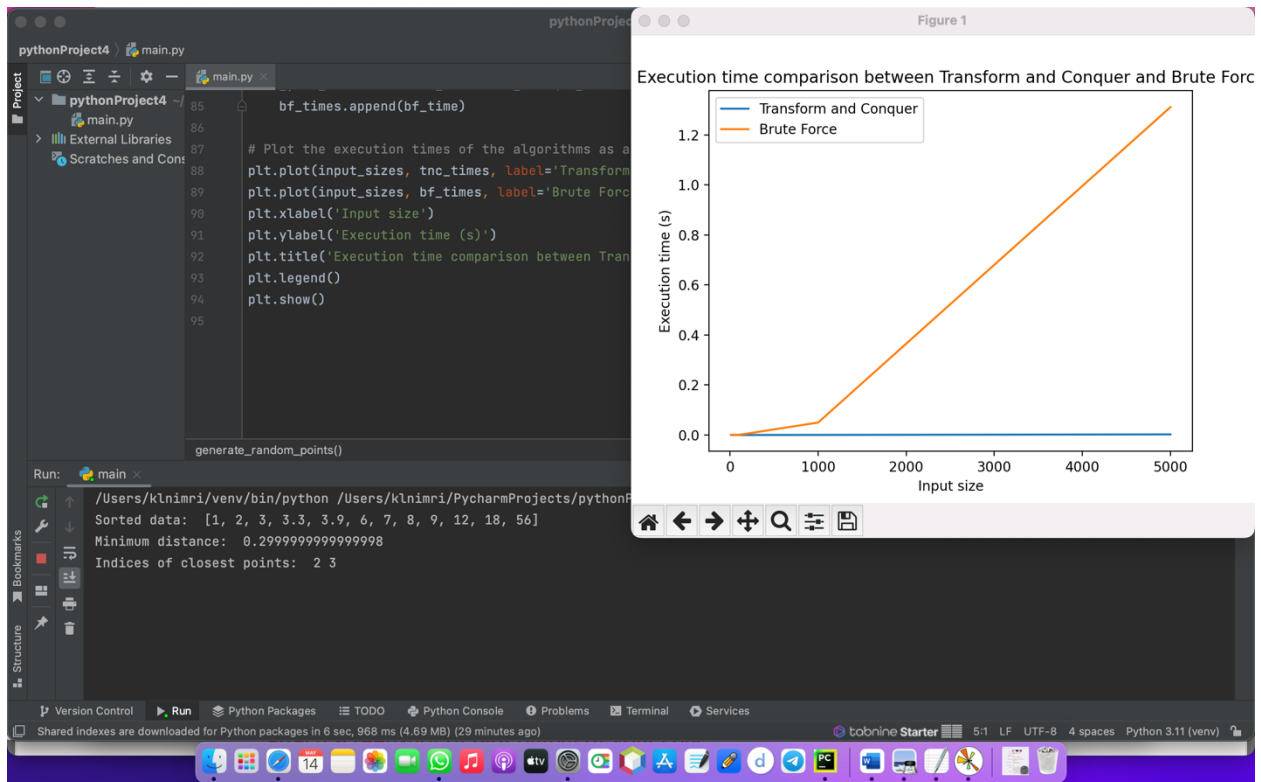 pythonProjec
Figure 1
pythonProject4 〉 main.py
Project
main.py
pythonProject4 ~/
main.py
External Libraries
Scratches and Cons
85 bf_times.append(bf_time)
86
87 # Plot the execution times of the algorithms as a
88 plt.plot(input_sizes, tnc_times, label='Transform
89 plt.plot(input_sizes, bf_times, label='Brute Forc
90 plt.xlabel('Input size')
91 plt.ylabel('Execution time (s)')
92 plt.title('Execution time comparison between Tran
93 plt.legend()
94 plt.show()
95
generate_random_points()
Execution time comparison between Transform and Conquer and Brute Forc
Transform and Conquer
Brute Force
1.2
1.0
0.8
0.6
0.4
0.2
0.0
Execution time (s)
0 1000 2000 3000 4000 5000
Input size
Run: main
/Users/klnimri/venv/bin/python /Users/klnimri/PycharmProjects/pythonP
Sorted data: [1, 2, 3, 3.3, 3.9, 6, 7, 8, 9, 12, 18, 56]
Minimum distance: 0.2999999999999998
Indices of closest points: 2 3
Bookmarks
Structure
Version Control Run Python Packages TODO Python Console Problems Terminal Services
Shared indexes are downloaded for Python packages in 6 sec, 968 ms (4.69 MB) (29 minutes ago) tabnine Starter 5:1 LF UTF-8 4 spaces Python 3.11 (venv)
MAY
14
tv
d
PC
W